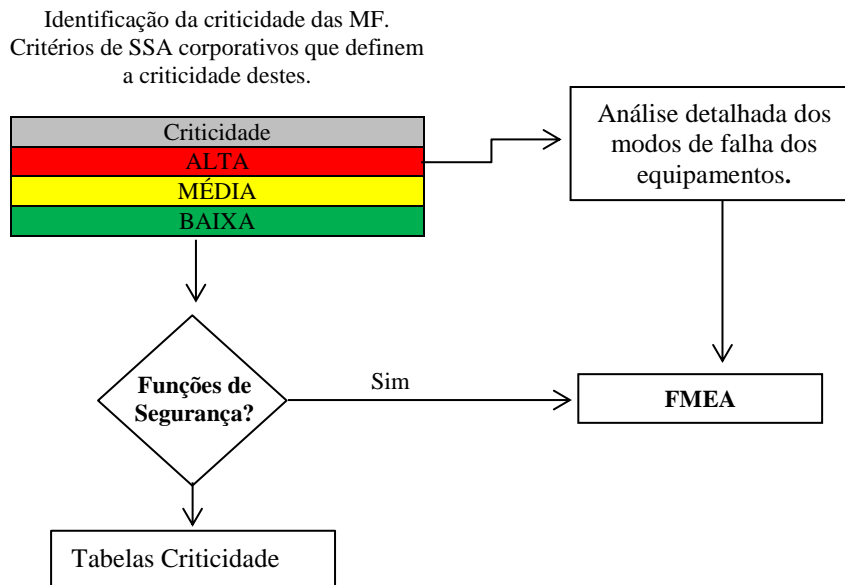 Identificação da criticidade das MF.
Critérios de SSA corporativos que definem
a criticidade destes.
Criticidade
ALTA
MÉDIA
BAIXA
Análise detalhada dos
modos de falha dos
equipamentos.
Funções de
Segurança?
Sim
FMEA
Tabelas Criticidade